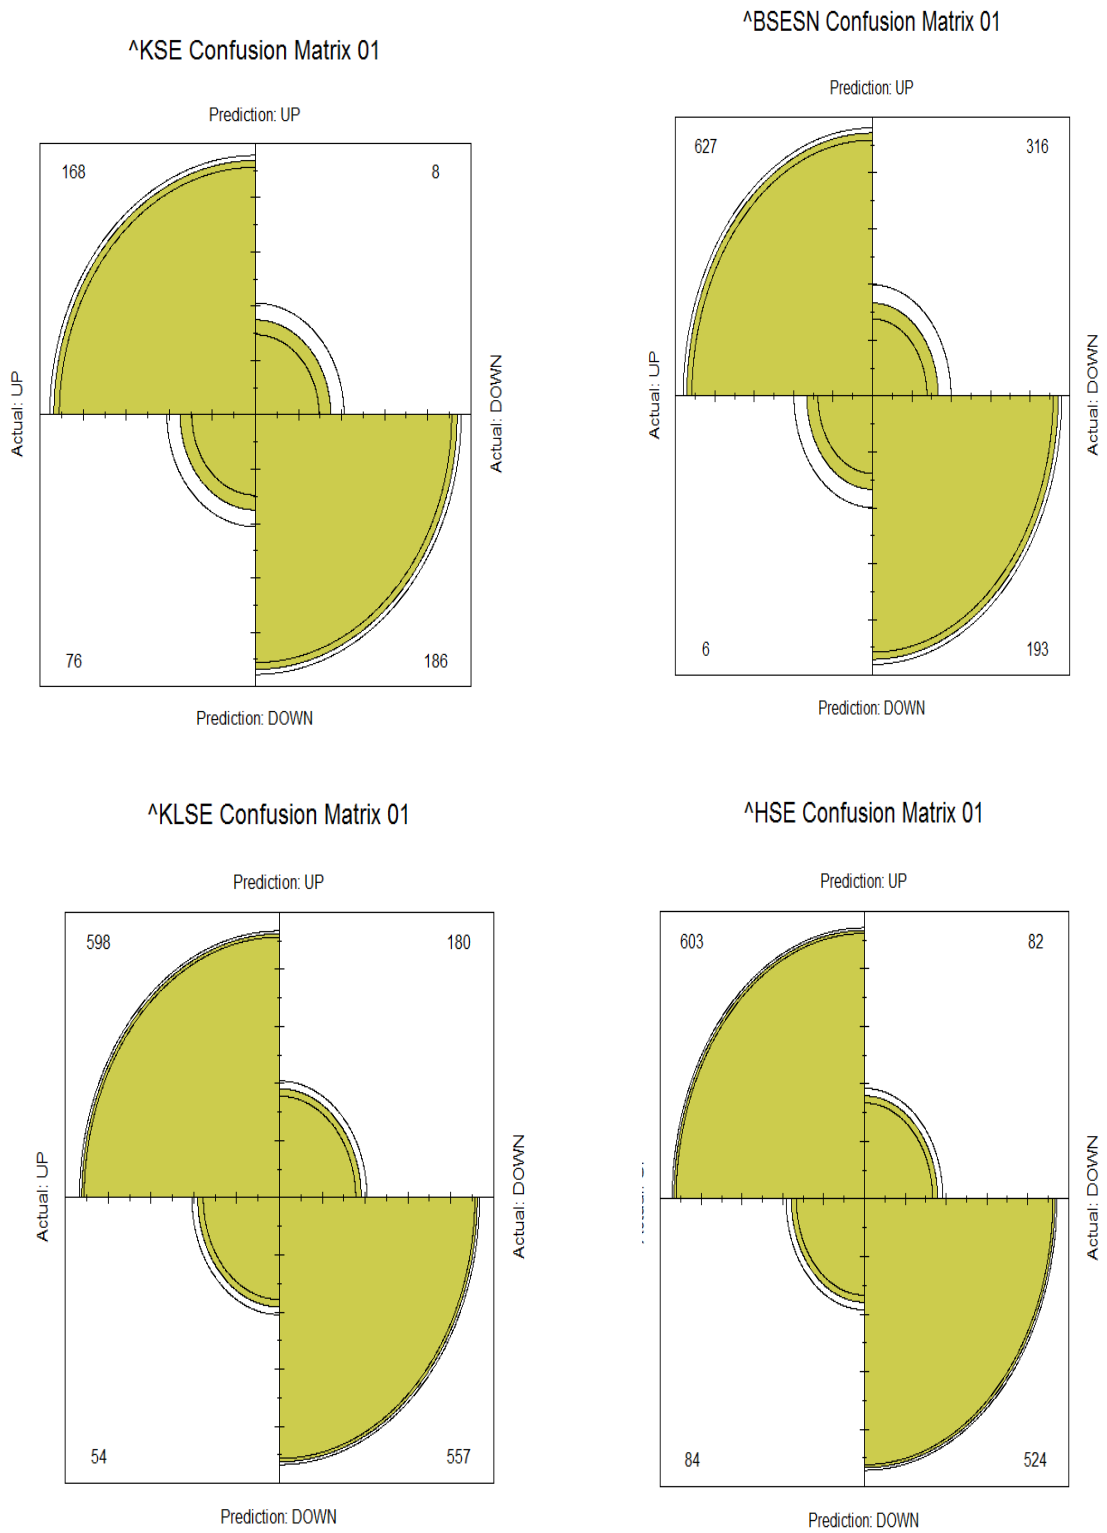 ^KSE Confusion Matrix 01
Prediction: UP
168
8
Actual: UP
Actual: DOWN
76
186
Prediction: DOWN
^BSESN Confusion Matrix 01
Prediction: UP
627
316
Actual: UP
Actual: DOWN
6
193
Prediction: DOWN
^KLSE Confusion Matrix 01
Prediction: UP
598
180
Actual: UP
Actual: DOWN
54
557
Prediction: DOWN
^HSE Confusion Matrix 01
Prediction: UP
603
82
Actual: DOWN
84
524
Prediction: DOWN